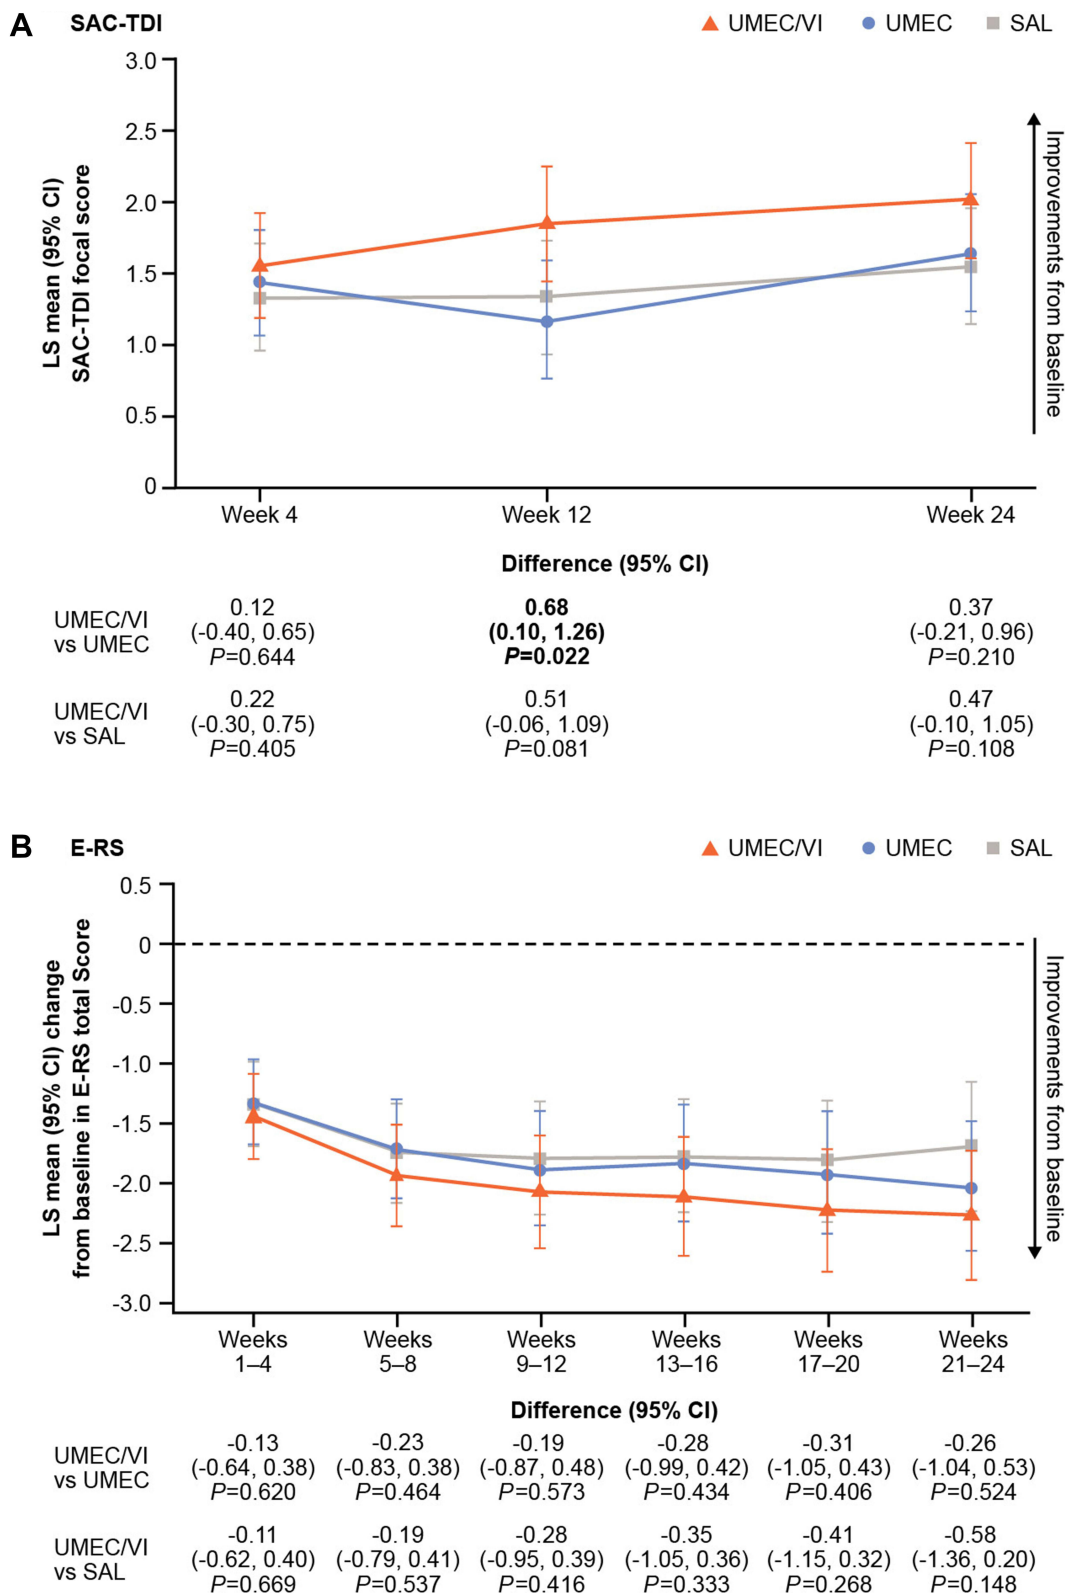 A SAC-TDI
UMEC/VI UMEC SAL
3.0
2.5
2.0
1.5
1.0
0.5
0
LS mean (95% CI)
SAC-TDI focal score
Improvements from baseline
Week 4 Week 12 Week 24
Difference (95% CI)
UMEC/VI
vs UMEC
0.12 0.68 0.37
(-0.40, 0.65) (0.10, 1.26) (-0.21, 0.96)
P=0.644 P=0.022 P=0.210
UMEC/VI
vs SAL
0.22 0.51 0.47
(-0.30, 0.75) (-0.06, 1.09) (-0.10, 1.05)
P=0.405 P=0.081 P=0.108
B E-RS
UMEC/VI UMEC SAL
0.5
0
-0.5
-1.0
-1.5
-2.0
-2.5
-3.0
LS mean (95% CI) change
from baseline in E-RS total Score
Improvements from baseline
Weeks Weeks Weeks Weeks Weeks Weeks
1–4 5–8 9–12 13–16 17–20 21–24
Difference (95% CI)
UMEC/VI
vs UMEC
-0.13 -0.23 -0.19 -0.28 -0.31 -0.26
(-0.64, 0.38) (-0.83, 0.38) (-0.87, 0.48) (-0.99, 0.42) (-1.05, 0.43) (-1.04, 0.53)
P=0.620 P=0.464 P=0.573 P=0.434 P=0.406 P=0.524
UMEC/VI
vs SAL
-0.11 -0.19 -0.28 -0.35 -0.41 -0.58
(-0.62, 0.40) (-0.79, 0.41) (-0.95, 0.39) (-1.05, 0.36) (-1.15, 0.32) (-1.36, 0.20)
P=0.669 P=0.537 P=0.416 P=0.333 P=0.268 P=0.148